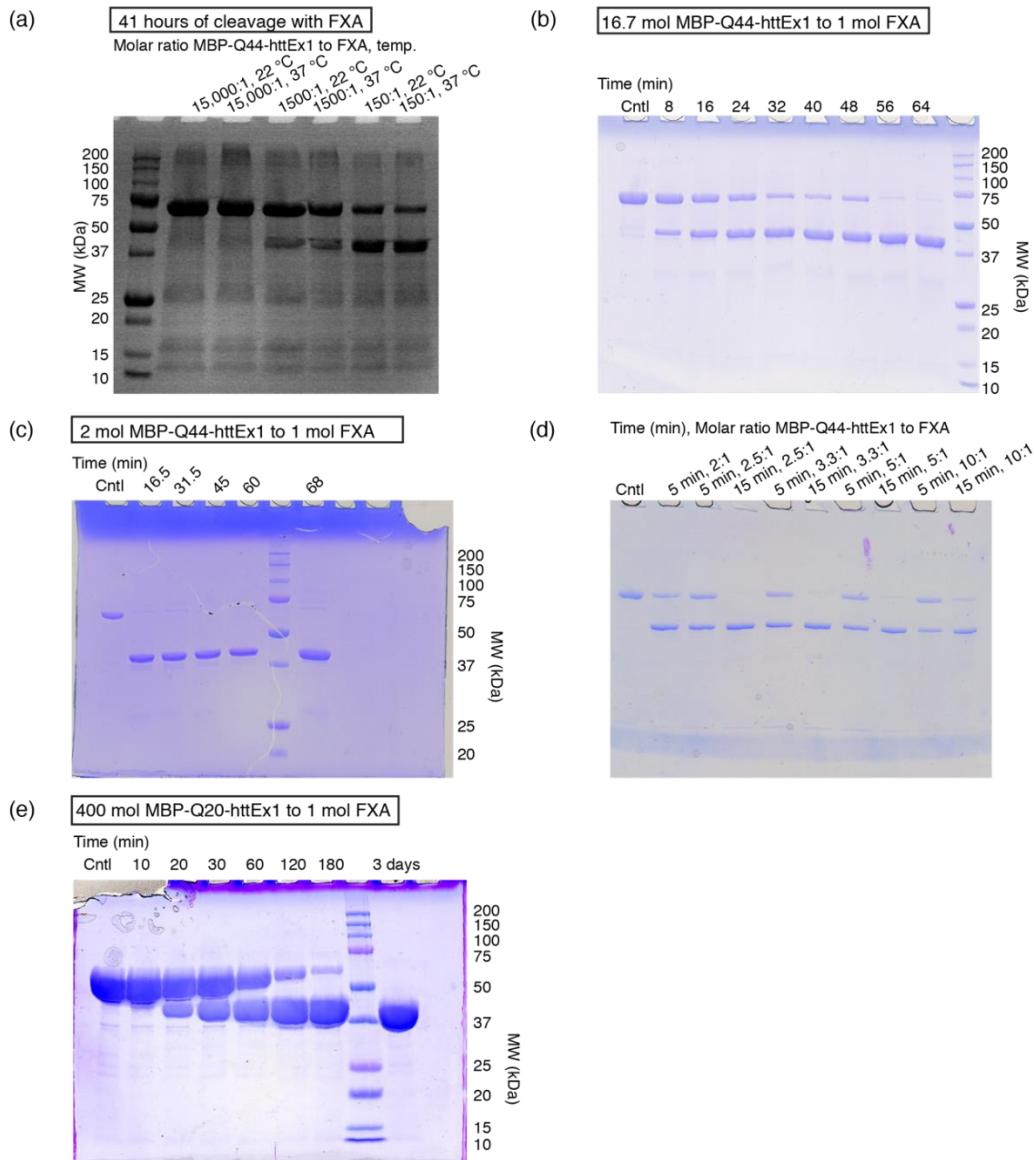 (a)
41 hours of cleavage with FXA
Molar ratio MBP-Q44-httEx1 to FXA, temp.
15,000:1, 22 °C
15,000:1, 37 °C
1500:1, 22 °C
1500:1, 37 °C
150:1, 22 °C
150:1, 37 °C
MW (kDa)
200
150
100
75
50
37
25
20
15
10
(b)
16.7 mol MBP-Q44-httEx1 to 1 mol FXA
Time (min)
Cntl 8 16 24 32 40 48 56 64
200
150
100
75
50
37
25
20
15
10
MW (kDa)
(c)
2 mol MBP-Q44-httEx1 to 1 mol FXA
Time (min)
Cntl 16.5 31.5 45 60 68
200
150
100
75
50
37
25
20
MW (kDa)
(d)
Time (min), Molar ratio MBP-Q44-httEx1 to FXA
Cntl
5 min, 2:1
5 min, 2.5:1
15 min, 2.5:1
5 min, 3.3:1
15 min, 3.3:1
5 min, 5:1
15 min, 5:1
5 min, 10:1
15 min, 10:1
(e)
400 mol MBP-Q20-httEx1 to 1 mol FXA
Time (min)
Cntl 10 20 30 60 120 180 3 days
200
150
100
75
50
37
25
20
15
10
MW (kDa)